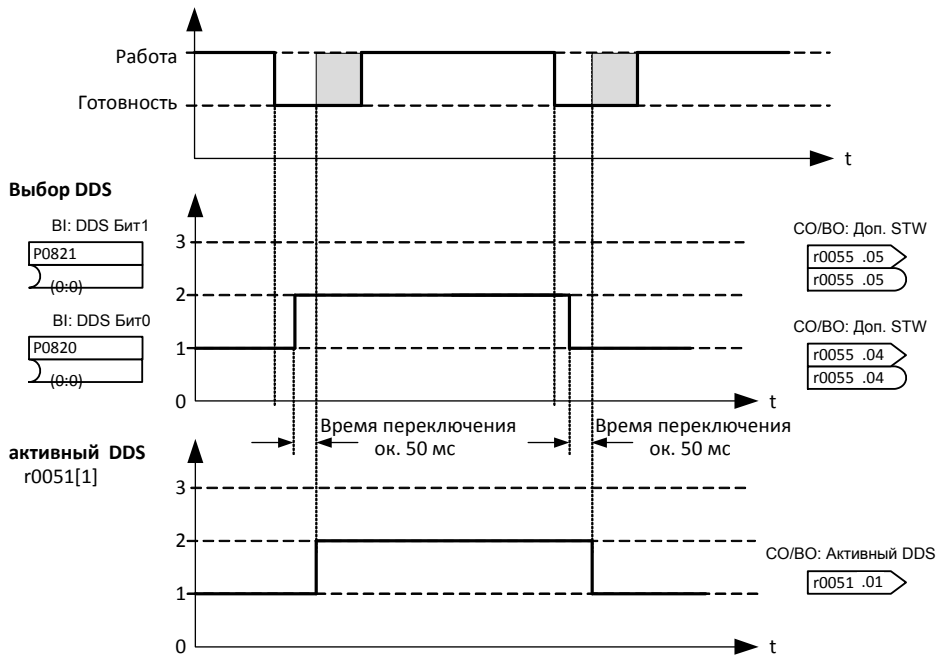 Работа
Готовность
t
Выбор DDS
BI: DDS Бит1
P0821
(0:0)
BI: DDS Бит0
P0820
(0:0)
3
2
1
0
t
CO/BO: Доп. STW
r0055 .05
r0055 .05
CO/BO: Доп. STW
r0055 .04
r0055 .04
Время переключения
ок. 50 мс
Время переключения
ок. 50 мс
активный DDS
r0051[1]
3
2
1
0
t
CO/BO: Активный DDS
r0051 .01